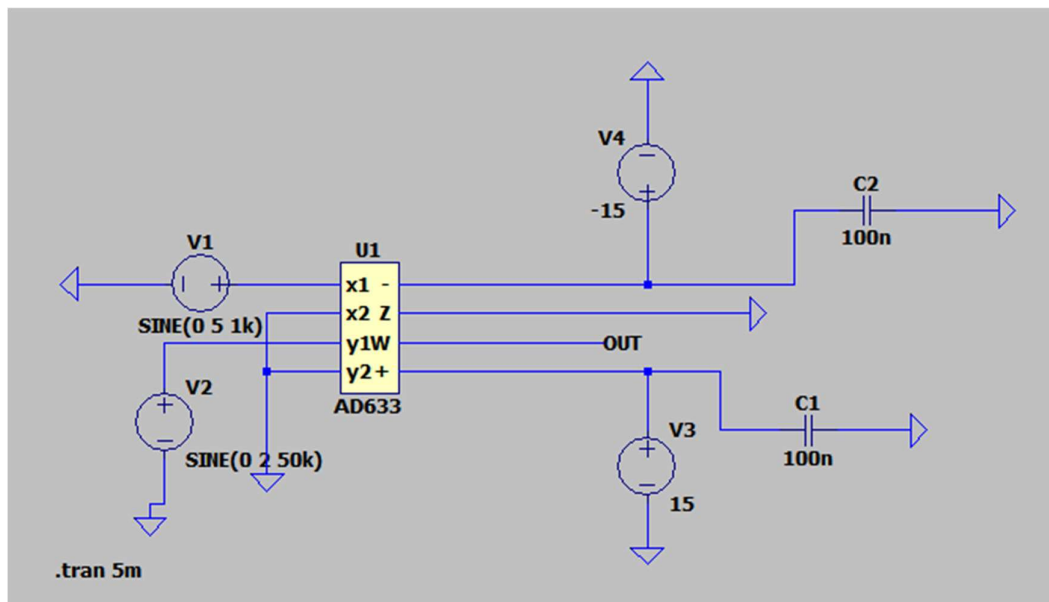 V4
-15
C2
100n
V1
SINE(0 5 1k)
U1
x1 -
x2 Z
y1W
y2+
AD633
OUT
V2
SINE(0 2 50k)
V3
15
C1
100n
.tran 5m